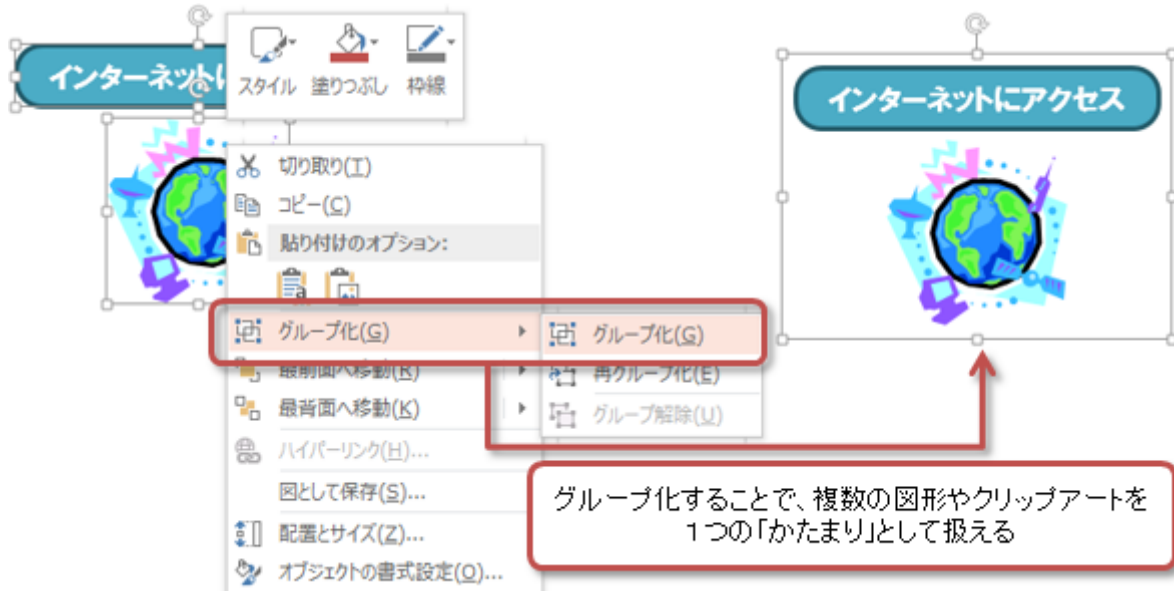 インターネットに
スタイル 塗りつぶし 枠線
インターネットにアクセス
切り取り(T)
コピー(C)
貼り付けのオプション:
グループ化(G)
グループ化(G)
最前面へ移動(R)
再グループ化(E)
最背面へ移動(K)
グループ解除(U)
ハイパーリンク(H)...
図として保存(S)...
配置とサイズ(Z)...
オブジェクトの書式設定(O)...
グループ化することで、複数の図形やクリップアートを
1つの「かたまり」として扱える